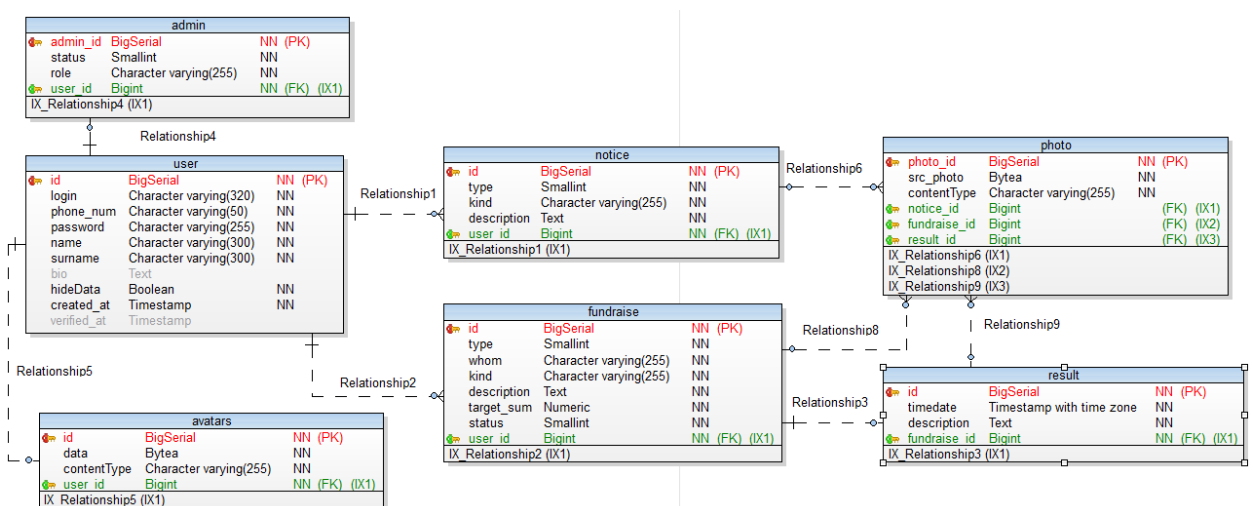 admin
admin_id BigSerial NN (PK)
status Smallint NN
role Character varying(255) NN
user_id Bigint NN (FK) (IX1)
IX_Relationship4 (IX1)
Relationship4
user
id BigSerial NN (PK)
login Character varying(320) NN
phone_num Character varying(50) NN
password Character varying(255) NN
name Character varying(300) NN
surname Character varying(300) NN
bio Text
hideData Boolean NN
created_at Timestamp NN
verified_at Timestamp
Relationship5
avatars
id BigSerial NN (PK)
data Bytea NN
contentType Character varying(255) NN
user_id Bigint NN (FK) (IX1)
IX_Relationship5 (IX1)
Relationship1
notice
id BigSerial NN (PK)
type Smallint NN
kind Character varying(255) NN
description Text NN
user_id Bigint NN (FK) (IX1)
IX_Relationship1 (IX1)
Relationship2
fundraise
id BigSerial NN (PK)
type Smallint NN
whom Character varying(255) NN
kind Character varying(255) NN
description Text NN
target_sum Numeric NN
status Smallint NN
user_id Bigint NN (FK) (IX1)
IX_Relationship2 (IX1)
Relationship6
photo
photo_id BigSerial NN (PK)
src_photo Bytea NN
contentType Character varying(255) NN
notice_id Bigint (FK) (IX1)
fundraise_id Bigint (FK) (IX2)
result_id Bigint (FK) (IX3)
IX_Relationship6 (IX1)
IX_Relationship8 (IX2)
IX_Relationship9 (IX3)
Relationship8
Relationship9
Relationship3
result
id BigSerial NN (PK)
timedate Timestamp with time zone NN
description Text NN
fundraise_id Bigint NN (FK) (IX1)
IX_Relationship3 (IX1)